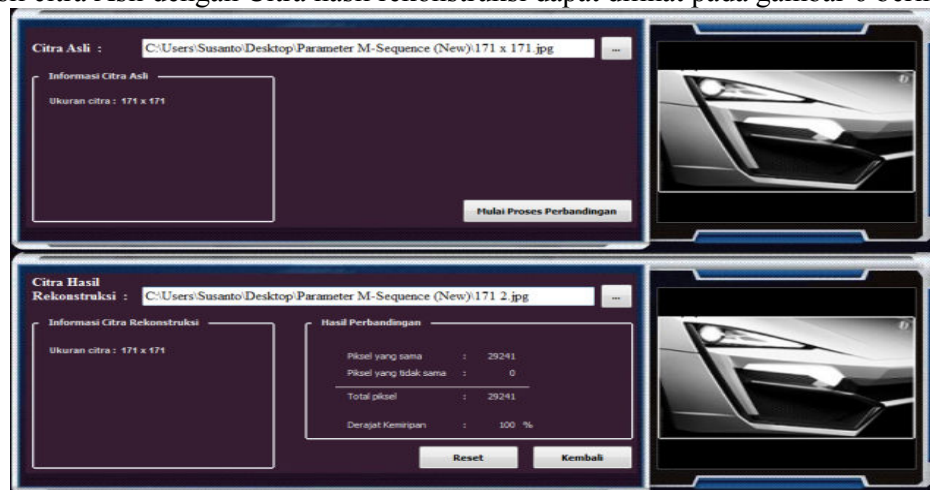 Citra Asli : C:\Users\Susanto\Desktop\Parameter M-Sequence (New)\171 x 171.jpg ...
Informasi Citra Asli
Ukuran citra : 171 x 171
Mulai Proses Perbandingan
Citra Hasil
Rekonstruksi : C:\Users\Susanto\Desktop\Parameter M-Sequence (New)\171 2.jpg ...
Informasi Citra Rekonstruksi
Ukuran citra : 171 x 171
Hasil Perbandingan
Piksel yang sama : 29241
Piksel yang tidak sama : 0
Total piksel : 29241
Derajat Kemiripan : 100 %
Reset Kembali